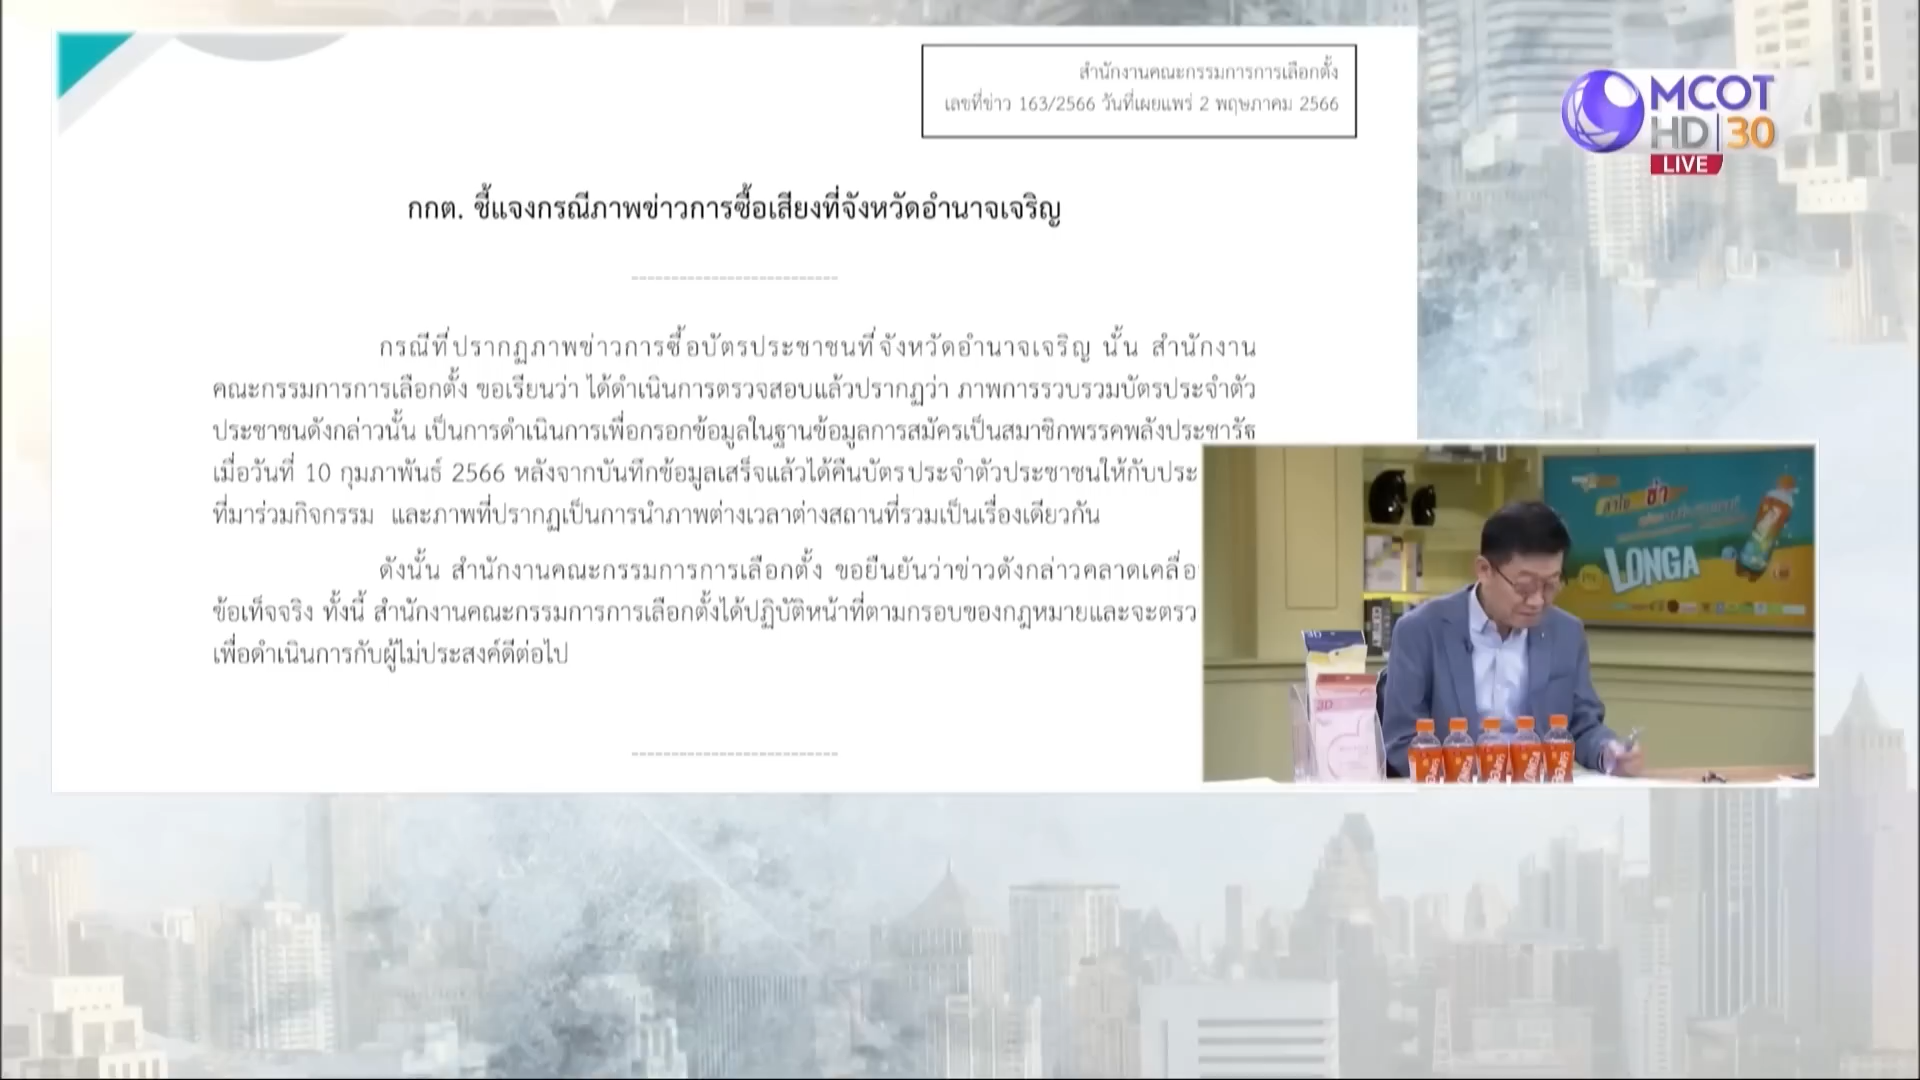 สำนักงานคณะกรรมการการเลือกตั้ง
เลขที่ข่าว 163/2566 วันที่เผยแพร่ 2 พฤษภาคม 2566
MCOT
HD 30
LIVE
กกต. ชี้แจงกรณีภาพข่าวการซื้อเสียงที่จังหวัดอำนาจเจริญ
กรณีที่ปรากฏภาพข่าวการซื้อบัตรประชาชนที่จังหวัดอำนาจเจริญ นั้น สำนักงาน
คณะกรรมการการเลือกตั้ง ขอเรียนว่า ได้ดำเนินการตรวจสอบแล้วปรากฏว่า ภาพการรวบรวมบัตรประจำตัว
ประชาชนดังกล่าวนั้น เป็นการดำเนินการเพื่อกรอกข้อมูลในฐานข้อมูลการสมัครเป็นสมาชิกพรรคพลังประชารัฐ
เมื่อวันที่ 10 กุมภาพันธ์ 2566 หลังจากบันทึกข้อมูลเสร็จแล้วได้คืนบัตรประจำตัวประชาชนให้กับประ
ที่มาร่วมกิจกรรม และภาพที่ปรากฏเป็นการนำภาพต่างเวลาต่างสถานที่รวมเป็นเรื่องเดียวกัน
ดังนั้น สำนักงานคณะกรรมการการเลือกตั้ง ขอยืนยันว่าข่าวดังกล่าวคลาดเคลื่อ
ข้อเท็จจริง ทั้งนี้ สำนักงานคณะกรรมการการเลือกตั้งได้ปฏิบัติหน้าที่ตามกรอบของกฎหมายและจะตรว
เพื่อดำเนินการกับผู้ไม่ประสงค์ดีต่อไป
LONGA
3D
3D